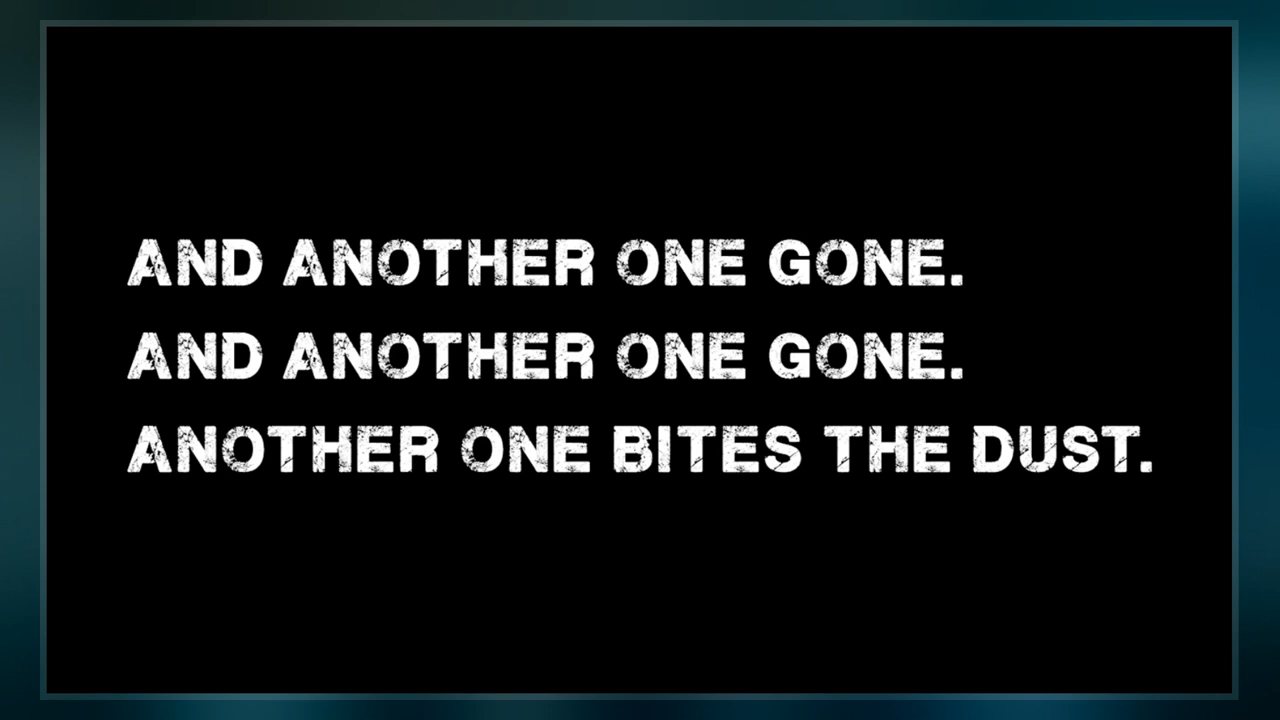 AND ANOTHER ONE GONE.
AND ANOTHER ONE GONE.
ANOTHER ONE BITES THE DUST.